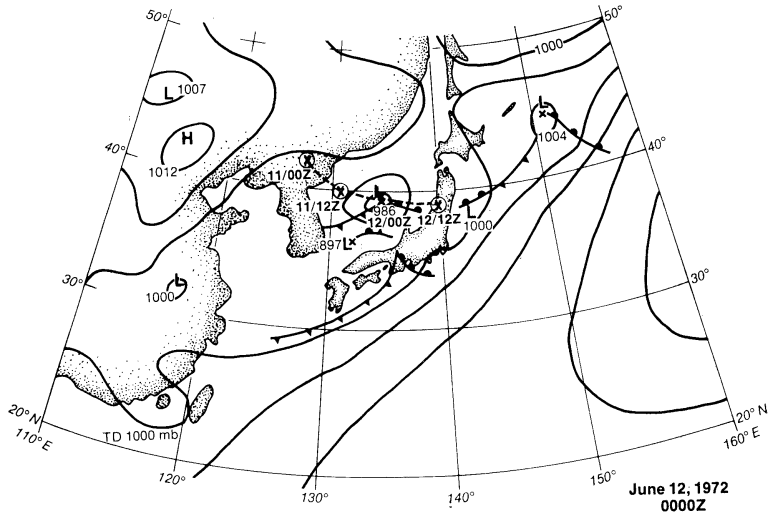 50°
50°
1000
L 1007
H
1012
L
1004
40°
40°
11/00Z
11/12Z
L
986
12/00Z
12/12Z
L
1000
897 L
30°
30°
L
1000
20° N
110° E
TD 1000 mb
120°
130°
140°
150°
20° N
160° E
June 12, 1972
0000Z